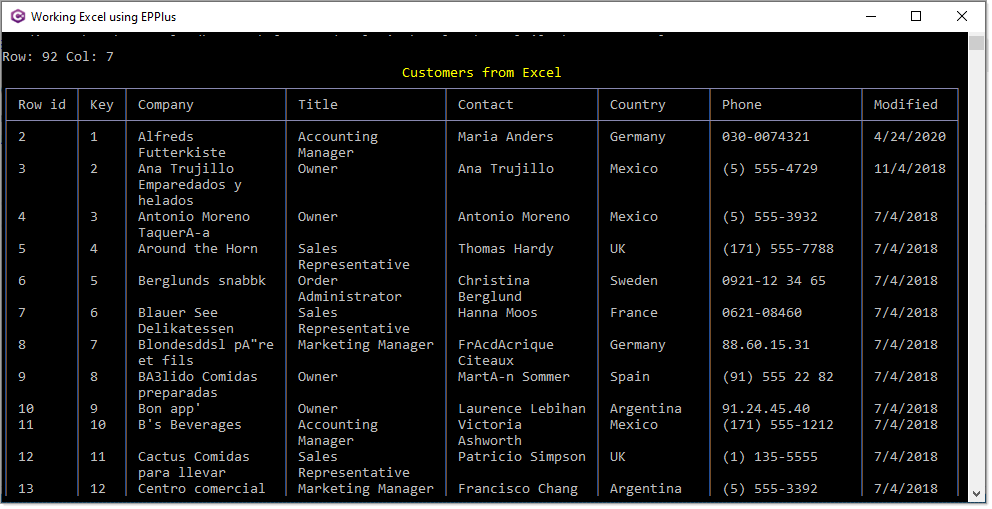 Working Excel using EPPlus
Row: 92 Col: 7
Customers from Excel
Row id Key Company Title Contact Country Phone Modified
2 1 Alfreds Accounting Maria Anders Germany 030-0074321 4/24/2020
Futterkiste Manager
3 2 Ana Trujillo Owner Ana Trujillo Mexico (5) 555-4729 11/4/2018
Emparedados y
helados
4 3 Antonio Moreno Owner Antonio Moreno Mexico (5) 555-3932 7/4/2018
TaquerA-a
5 4 Around the Horn Sales Thomas Hardy UK (171) 555-7788 7/4/2018
Representative
6 5 Berglunds snabbk Order Christina Sweden 0921-12 34 65 7/4/2018
Administrator Berglund
7 6 Blauer See Sales Hanna Moos France 0621-08460 7/4/2018
Delikatessen Representative
8 7 Blondesddsl pA"re Marketing Manager FrAcdAcrique Germany 88.60.15.31 7/4/2018
et fils Citeaux
9 8 BA3lido Comidas Owner MartA-n Sommer Spain (91) 555 22 82 7/4/2018
preparadas
10 9 Bon app' Owner Laurence Lebihan Argentina 91.24.45.40 7/4/2018
11 10 B's Beverages Accounting Victoria Mexico (171) 555-1212 7/4/2018
Manager Ashworth
12 11 Cactus Comidas Sales Patricio Simpson UK (1) 135-5555 7/4/2018
para llevar Representative
13 12 Centro comercial Marketing Manager Francisco Chang Argentina (5) 555-3392 7/4/2018